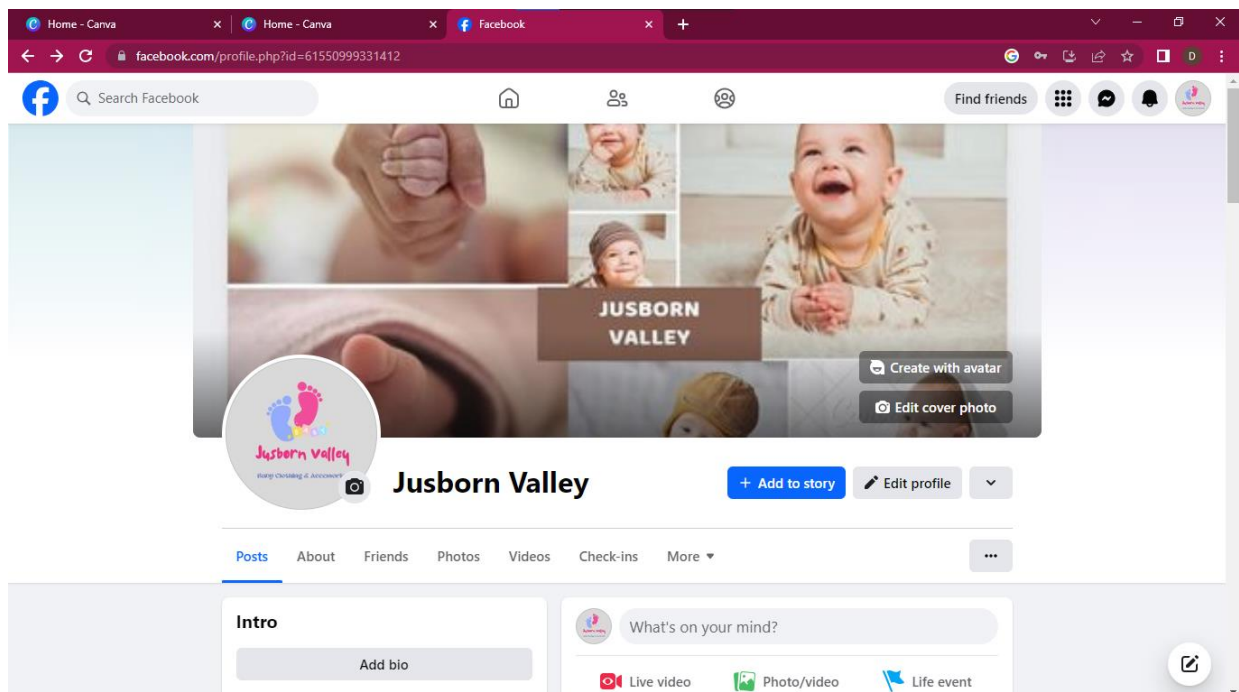 Home - Canva
Home - Canva
Facebook
facebook.com/profile.php?id=61550999331412
D
Search Facebook
Find friends
JUSBORN
VALLEY
Create with avatar
Edit cover photo
Jusborn Valley
Baby Clothing &
Jusborn Valley
+ Add to story
Edit profile
Posts
About
Friends
Photos
Videos
Check-ins
More
Intro
What's on your mind?
Add bio
Live video
Photo/video
Life event